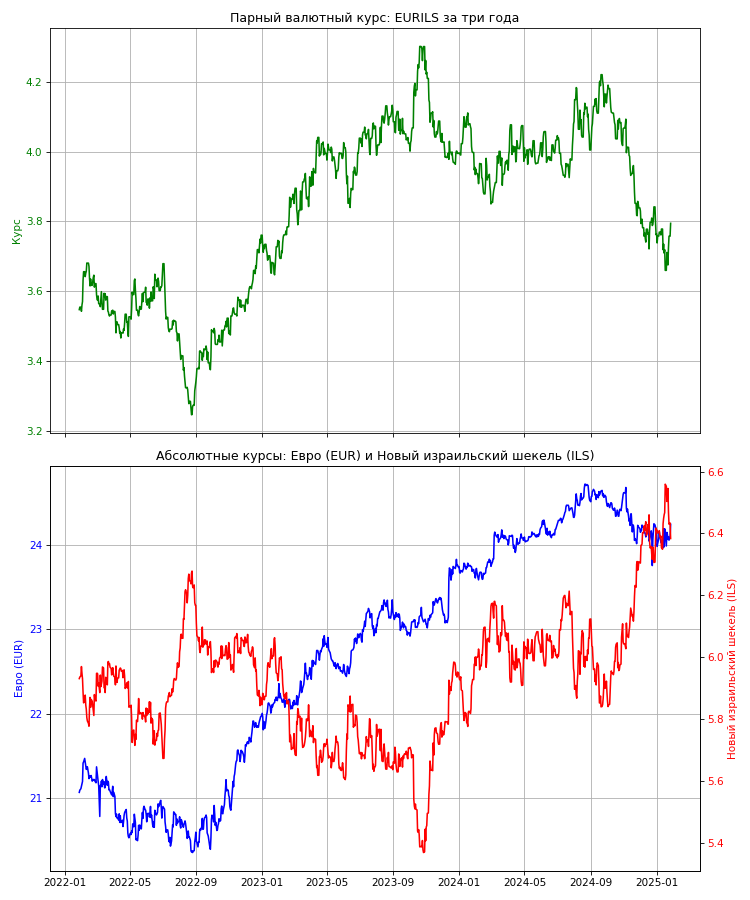 Парный валютный курс: EURILS за три года
4.2
4.0
3.8
3.6
3.4
3.2
Курс
Абсолютные курсы: Евро (EUR) и Новый израильский шекель (ILS)
24
23
22
21
Евро (EUR)
6.6
6.4
6.2
6.0
5.8
5.6
5.4
Новый израильский шекель (ILS)
2022-01 2022-05 2022-09 2023-01 2023-05 2023-09 2024-01 2024-05 2024-09 2025-01